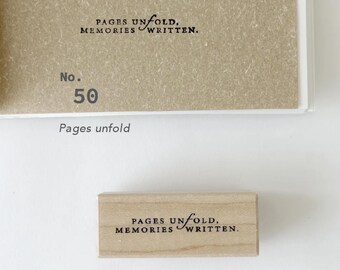 PAGES UNfOLD,
MEMORIES WRITTEN.
No.
50
Pages unfold
PAGES UNfOLD,
MEMORIES WRITTEN.